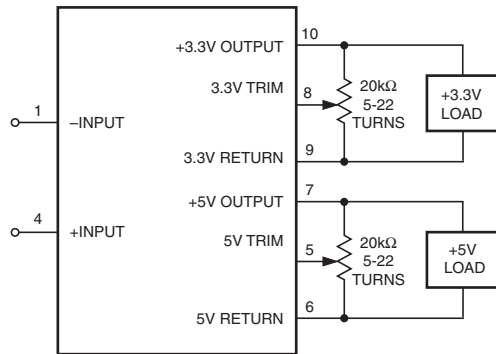 10
+3.3V OUTPUT
3.3V TRIM
8
20kΩ
5-22
TURNS
+3.3V
LOAD
1
–INPUT
3.3V RETURN
9
+5V OUTPUT
7
4
+INPUT
5V TRIM
5
20kΩ
5-22
TURNS
+5V
LOAD
5V RETURN
6